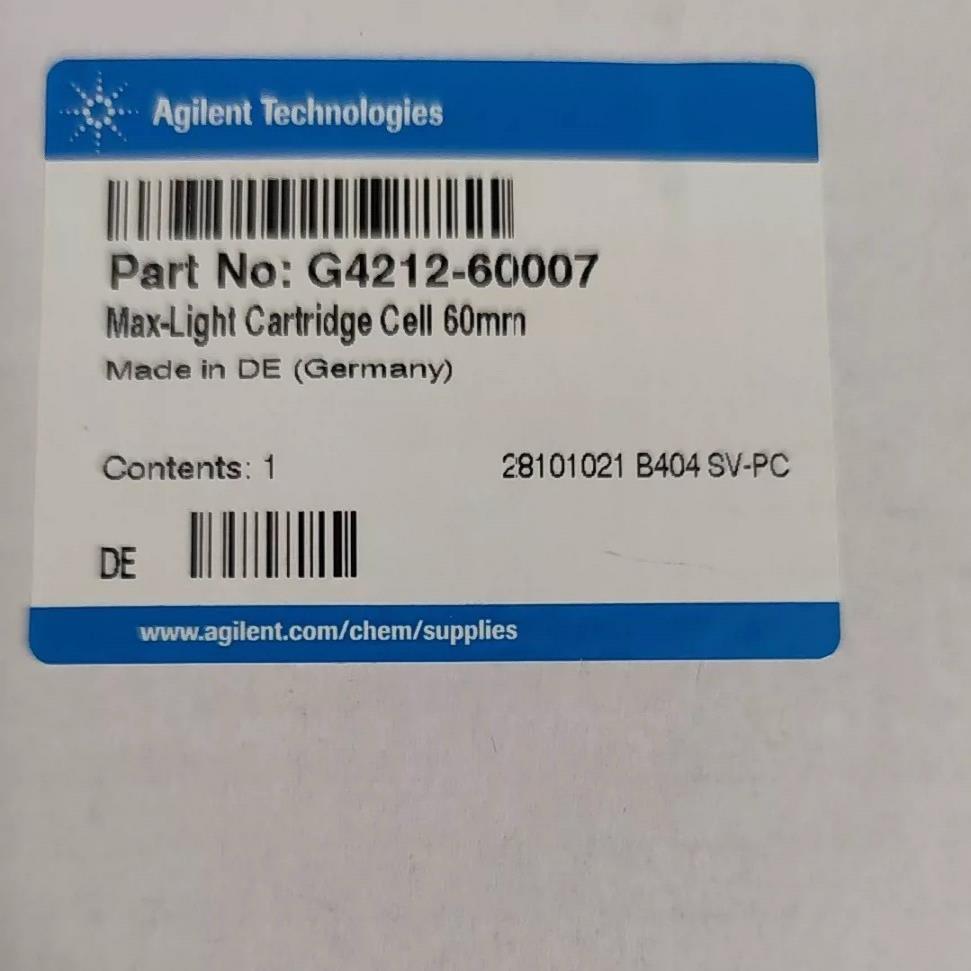 Agilent Technologies
Part No: G4212-60007
Max-Light Cartridge Cell 60mm
Made in DE (Germany)
Contents: 1 28101021 B404 SV-PC
DE
www.agilent.com/chem/supplies